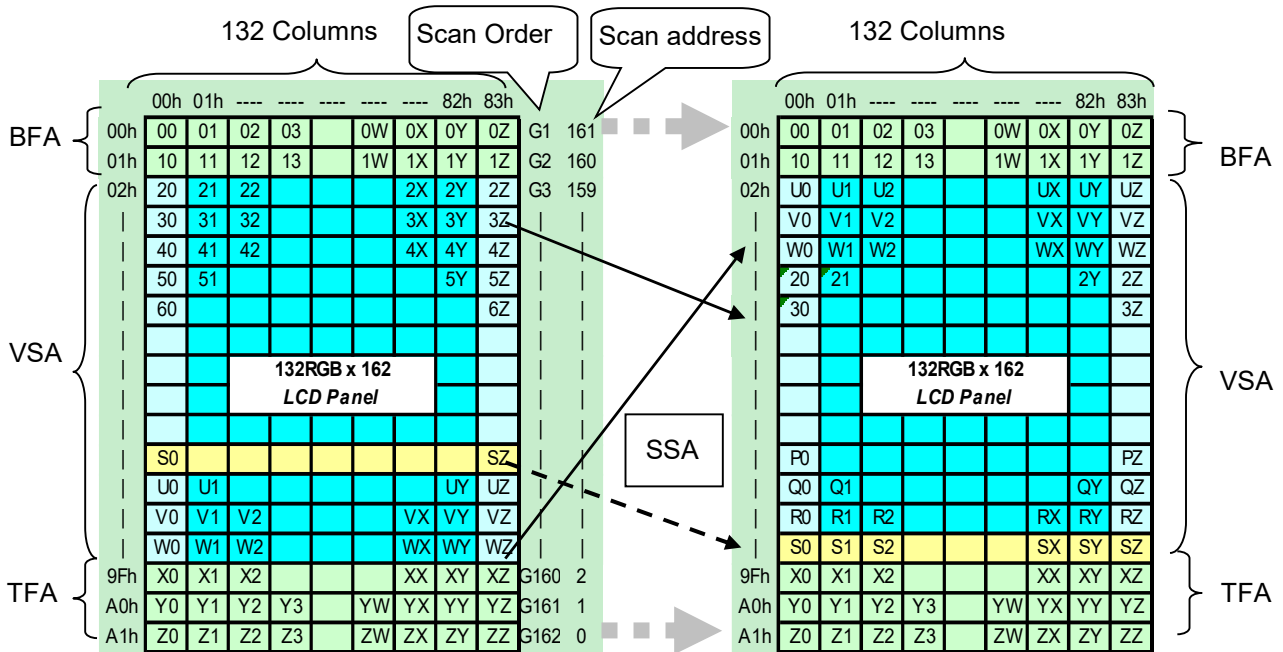 132 Columns Scan Order Scan address 132 Columns
00h 01h ---- ---- ---- ---- ---- 82h 83h 00h 01h ---- ---- ---- ---- ---- 82h 83h
BFA 00h 00 01 02 03 0W 0X 0Y 0Z G1 161 00h 00 01 02 03 0W 0X 0Y 0Z BFA
01h 10 11 12 13 1W 1X 1Y 1Z G2 160 01h 10 11 12 13 1W 1X 1Y 1Z
02h 20 21 22 2X 2Y 2Z G3 159 02h U0 U1 U2 UX UY UZ
30 31 32 3X 3Y 3Z V0 V1 V2 VX VY VZ
40 41 42 4X 4Y 4Z W0 W1 W2 WX WY WZ
50 51 5Y 5Z 20 21 2Y 2Z
60 6Z 30 3Z
VSA 132RGB x 162 132RGB x 162 VSA
LCD Panel LCD Panel
S0 SZ SSA P0 PZ
U0 U1 UY UZ Q0 Q1 QY QZ
V0 V1 V2 VX VY VZ R0 R1 R2 RX RY RZ
W0 W1 W2 WX WY WZ S0 S1 S2 SX SY SZ
9Fh X0 X1 X2 XX XY XZ G160 2 9Fh X0 X1 X2 XX XY XZ
TFA A0h Y0 Y1 Y2 Y3 YW YX YY YZ G161 1 A0h Y0 Y1 Y2 Y3 YW YX YY YZ TFA
A1h Z0 Z1 Z2 Z3 ZW ZX ZY ZZ G162 0 A1h Z0 Z1 Z2 Z3 ZW ZX ZY ZZ